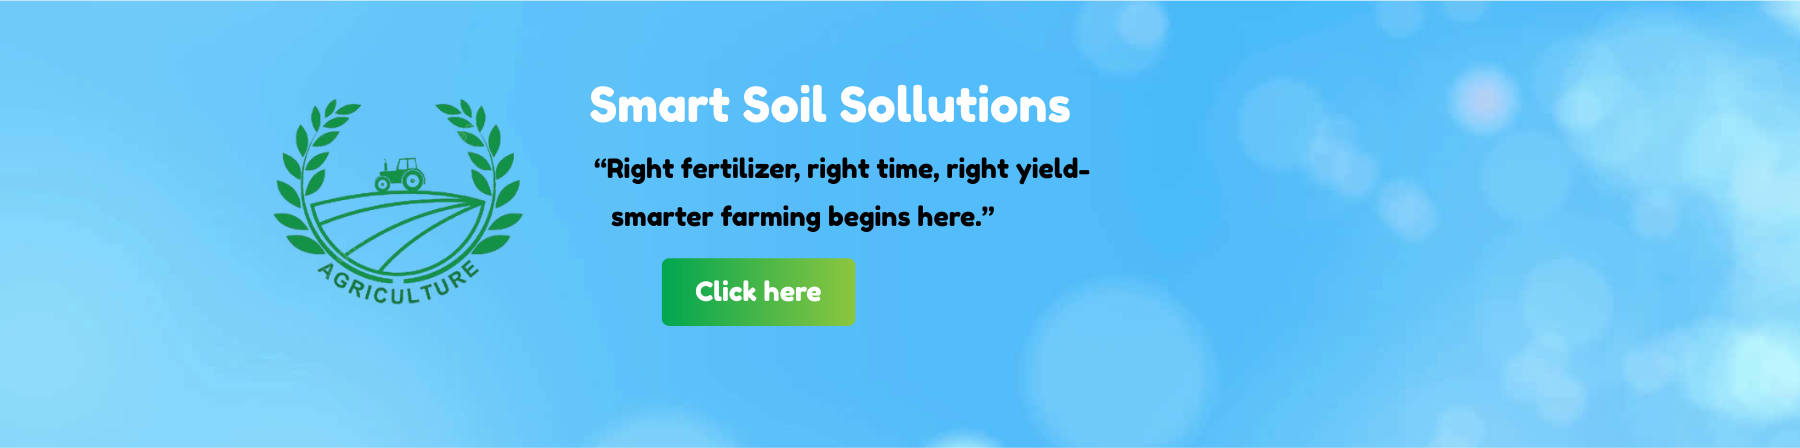 Smart Soil Sollutions
“Right fertilizer, right time, right yield-
smarter farming begins here.”
Click here
AGRICULTURE